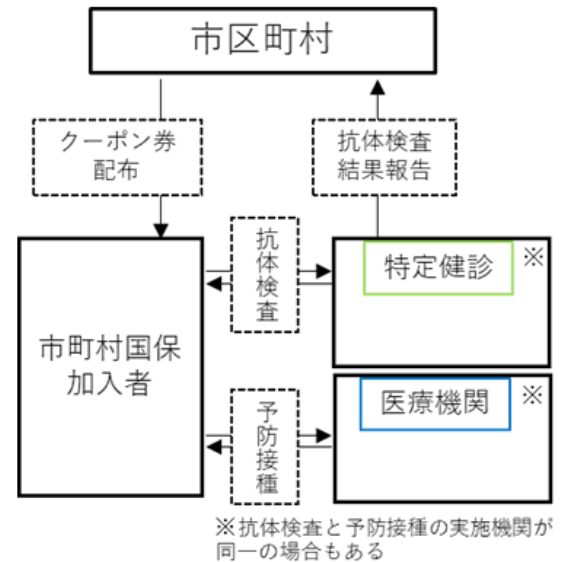 市区町村
クーポン券
配布
抗体検査
結果報告
市町村国保
加入者
抗体検査
特定健診
※
予防接種
医療機関
※
※抗体検査と予防接種の実施機関が
同一の場合もある